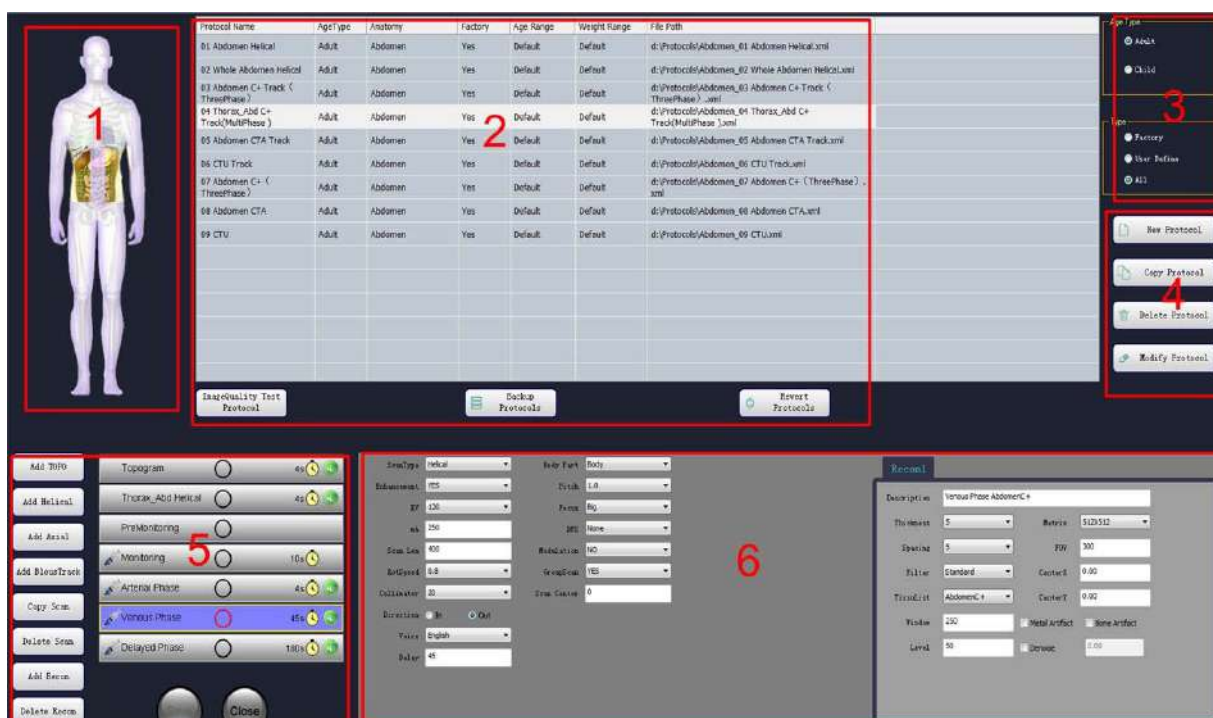 1
Protocol Name AgeType Anatomy Factory Age Range Weight Range File Path
01 Abdomen Helical Adult Abdomen Yes Default Default d:\Protocols\Abdomen_01 Abdomen Helical.xml
02 Whole Abdomen Helical Adult Abdomen Yes Default Default d:\Protocols\Abdomen_02 Whole Abdomen Helical.xml
03 Abdomen C+ Track (
ThreePhase) Adult Abdomen Yes Default Default d:\Protocols\Abdomen_03 Abdomen C+ Track (
ThreePhase) .xml
04 Thorax_Abd C+
Track(MultiPhase ) Adult Abdomen Yes Default Default d:\Protocols\Abdomen_04 Thorax_Abd C+
Track(MultiPhase ).xml
2
05 Abdomen CTA Track Adult Abdomen Yes Default Default d:\Protocols\Abdomen_05 Abdomen CTA Track.xml
06 CTU Track Adult Abdomen Yes Default Default d:\Protocols\Abdomen_06 CTU Track.xml
07 Abdomen C+ (
ThreePhase) Adult Abdomen Yes Default Default d:\Protocols\Abdomen_07 Abdomen C+ (ThreePhase) .
xml
08 Abdomen CTA Adult Abdomen Yes Default Default d:\Protocols\Abdomen_08 Abdomen CTA.xml
09 CTU Adult Abdomen Yes Default Default d:\Protocols\Abdomen_09 CTU.xml
ImageQuality Test
Protocol
Backup
Protocols
Revert
Protocols
Age Type
Adult
Child
3
Type
Factory
User Define
All
New Protocol
Copy Protocol
4
Delete Protocol
Modify Protocol
Add TOPO
Add Helical
Add Axial
Add BlousTrack
Copy Scan
Delete Scan
Add Recon
Delete Recon
Topogram 4s
Thorax_Abd Helical 4s
PreMonitoring
5
Monitoring 10s
Arterial Phase 4s
Venous Phase 45s
Delayed Phase 180s
Close
ScanType Helical Body Part Body
Enhancement YES Pitch 1.0
KV 120 Focus Big
mA 250 None
Scan Len 400 Modulation NO
RotSpeed 0.8 GroupScan YES
Collimator 20 Scan Center 0
Direction In Out
Voice English
Delay 45
6
Recon1
Description Venous Phase AbdomenC+
Thickness 5 Matrix 512X512
Spacing 5 FOV 300
Filter Standard CenterX 0.00
AbdomenC+ CenterY 0.00
Window 250 Metal Artifact Bone Artifact
Level 50 Denoise 0.00